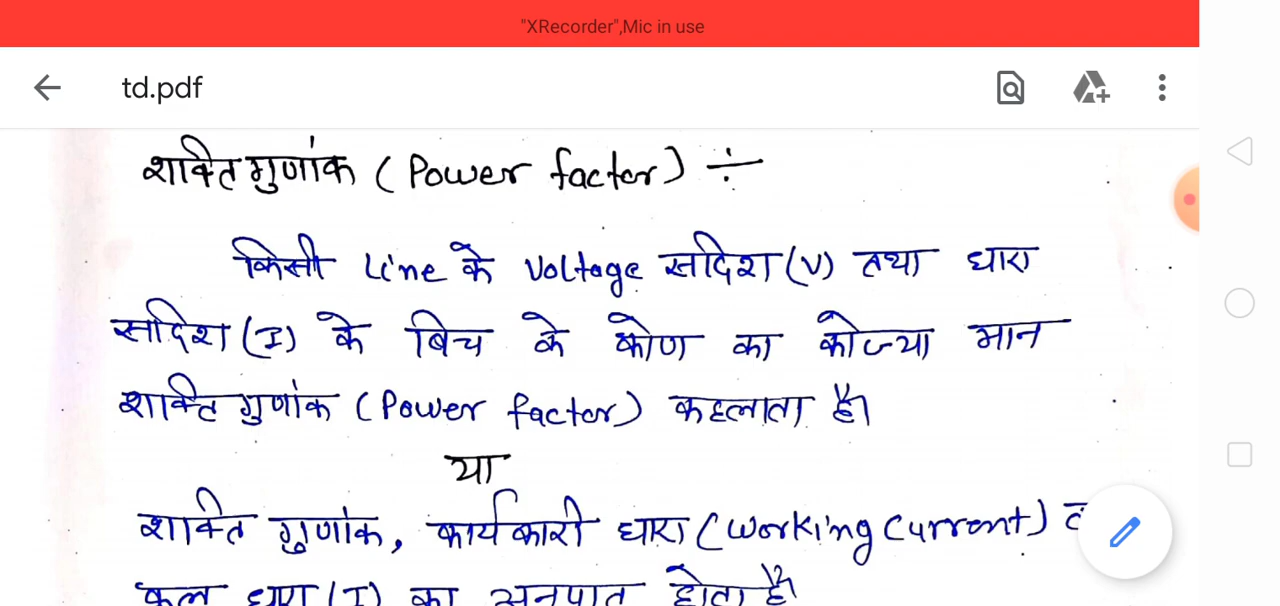 "XRecorder",Mic in use
td.pdf
शक्ति गुणांक ( Power factor) ÷
किसी Line के Voltage सदिश (V) तथा धारा
सदिश (I) के बिच के कोण का कोज्या मान
शक्ति गुणांक (Power factor) कहलाता है।
या
शक्ति गुणांक, कार्यकारी धारा (Working Current)
कुल धारा (I) का अनुपात होता है।